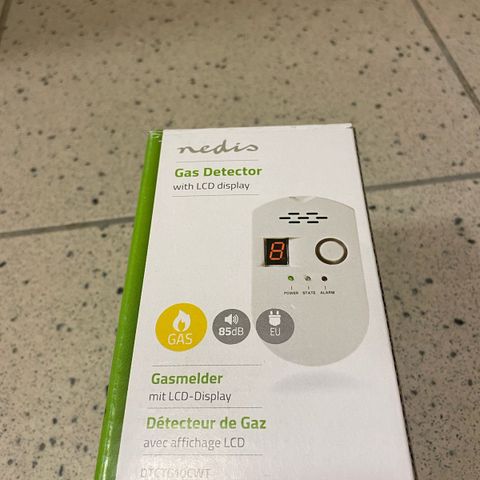 nedis
Gas Detector
with LCD display
8
POWER STATE ALARM
GAS
85dB
EU
Gasmelder
mit LCD-Display
Détecteur de Gaz
avec affichage LCD